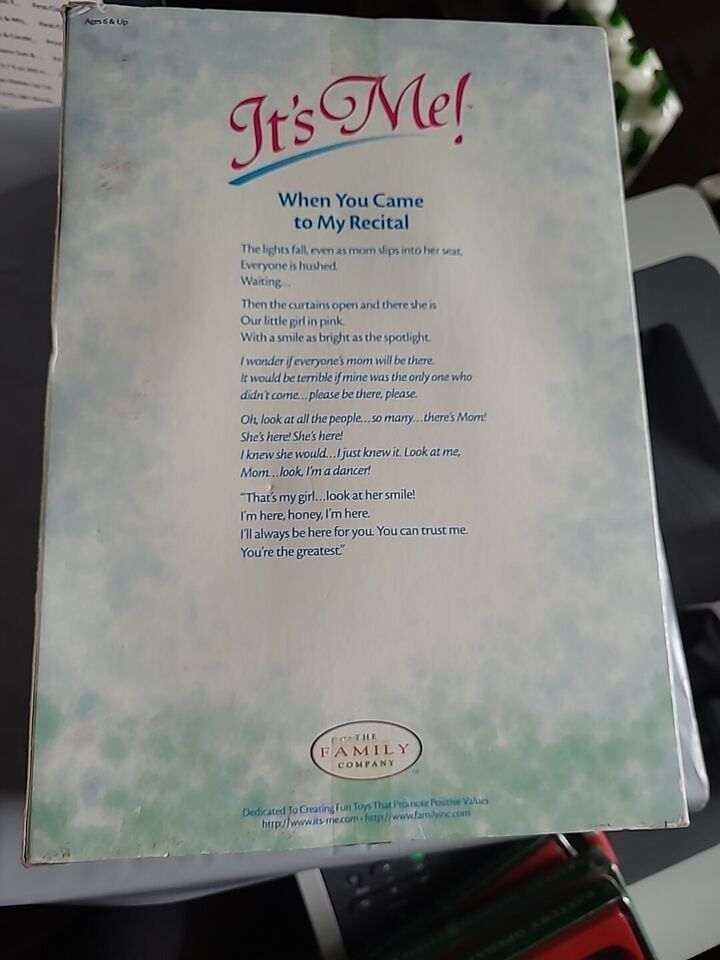 Ages 6 & Up
It's Me!
When You Came
to My Recital
The lights fall, even as mom slips into her seat.
Everyone is hushed.
Waiting...
Then the curtains open and there she is
Our little girl in pink.
With a smile as bright as the spotlight.
I wonder if everyone's mom will be there.
It would be terrible if mine was the only one who
didn't come...please be there, please.
Oh, look at all the people...so many...there's Mom!
She's here! She's here!
I knew she would...I just knew it. Look at me,
Mom...look, I'm a dancer!
"That's my girl...look at her smile!
I'm here, honey, I'm here.
I'll always be here for you. You can trust me.
You're the greatest."
THE
FAMILY
COMPANY
Dedicated To Creating Fun Toys That Promote Positive Values
http://www.its-me.com • http://www.familyinc.com